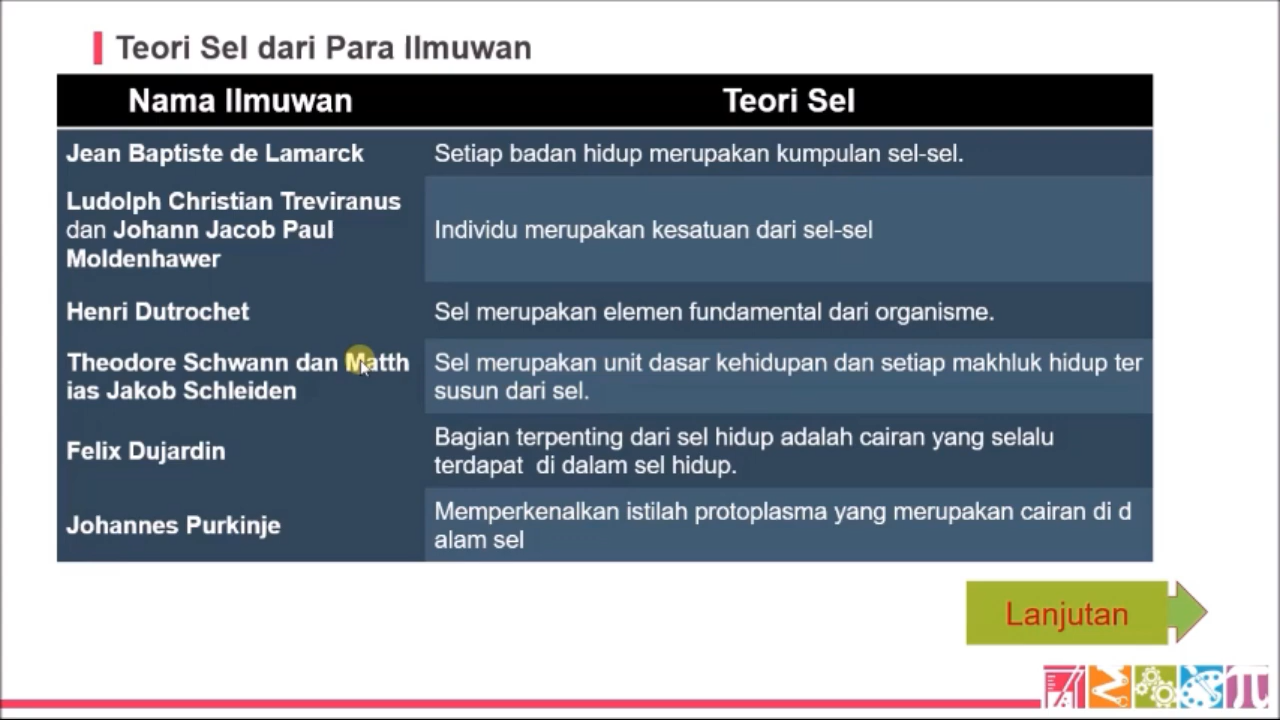 Teori Sel dari Para Ilmuwan
Nama Ilmuwan
Teori Sel
Jean Baptiste de Lamarck
Setiap badan hidup merupakan kumpulan sel-sel.
Ludolph Christian Treviranus
dan Johann Jacob Paul
Moldenhawer
Individu merupakan kesatuan dari sel-sel
Henri Dutrochet
Sel merupakan elemen fundamental dari organisme.
Theodore Schwann dan Matth
ias Jakob Schleiden
Sel merupakan unit dasar kehidupan dan setiap makhluk hidup ter
susun dari sel.
Felix Dujardin
Bagian terpenting dari sel hidup adalah cairan yang selalu
terdapat  di dalam sel hidup.
Johannes Purkinje
Memperkenalkan istilah protoplasma yang merupakan cairan di d
alam sel
Lanjutan
π